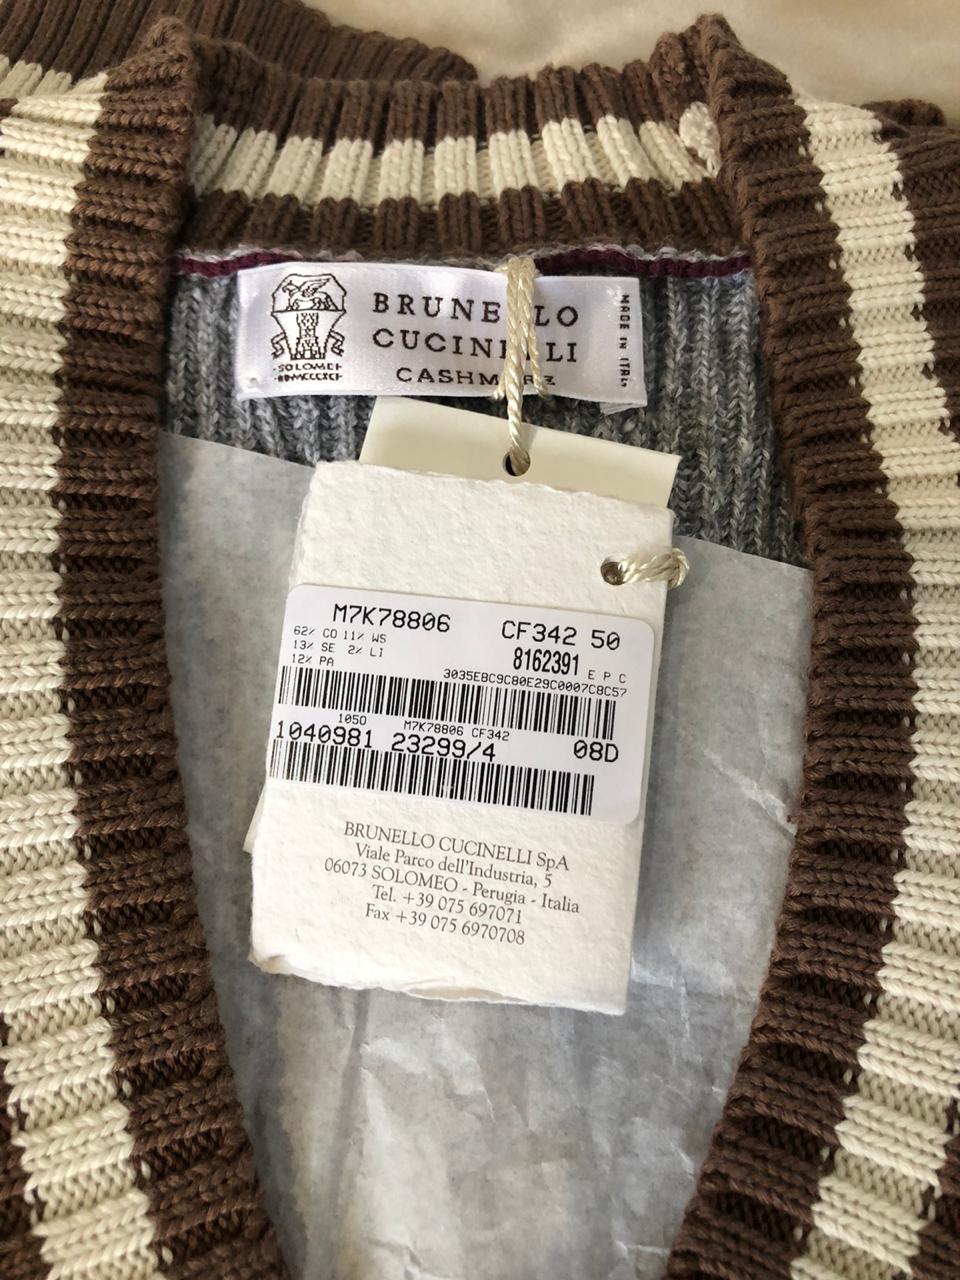 BRUNELLO
CUCINELLI
CASHMERE
MADE IN ITALY
SOLOMEI
M7K78806
CF342 50
62% CO 11% WS
13% SE 2% LI
12% PA
8162391 E P C
3035EBC9C80E29C0007C8C57
1050 M7K78806 CF342
1040981 23299/4 08D
BRUNELLO CUCINELLI SpA
Viale Parco dell'Industria, 5
06073 SOLOMEO - Perugia - Italia
Tel. +39 075 697071
Fax +39 075 6970708